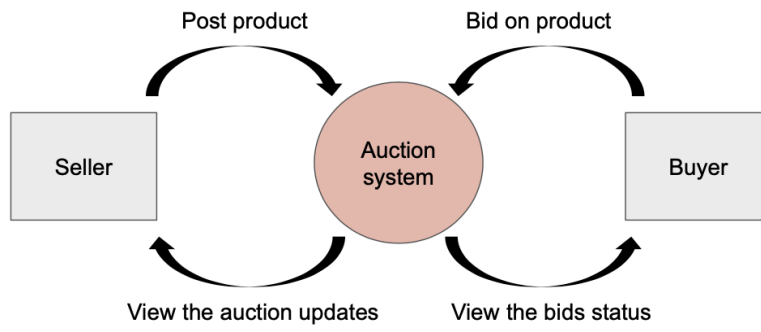 Post product
Bid on product
Seller
Auction
system
Buyer
View the auction updates
View the bids status